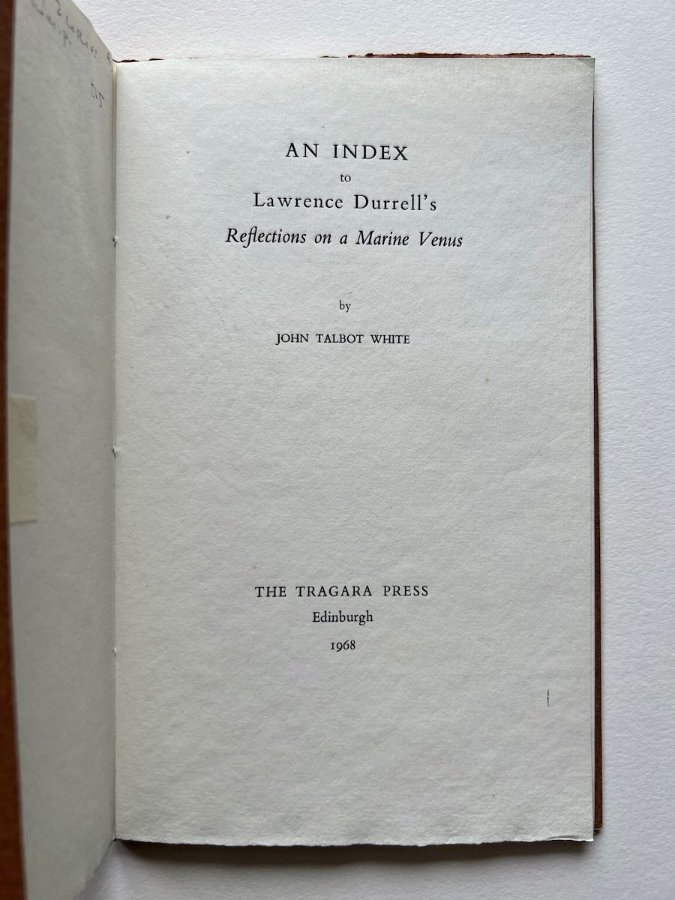 AN INDEX
to
Lawrence Durrell's
Reflections on a Marine Venus
by
JOHN TALBOT WHITE
THE TRAGARA PRESS
Edinburgh
1968